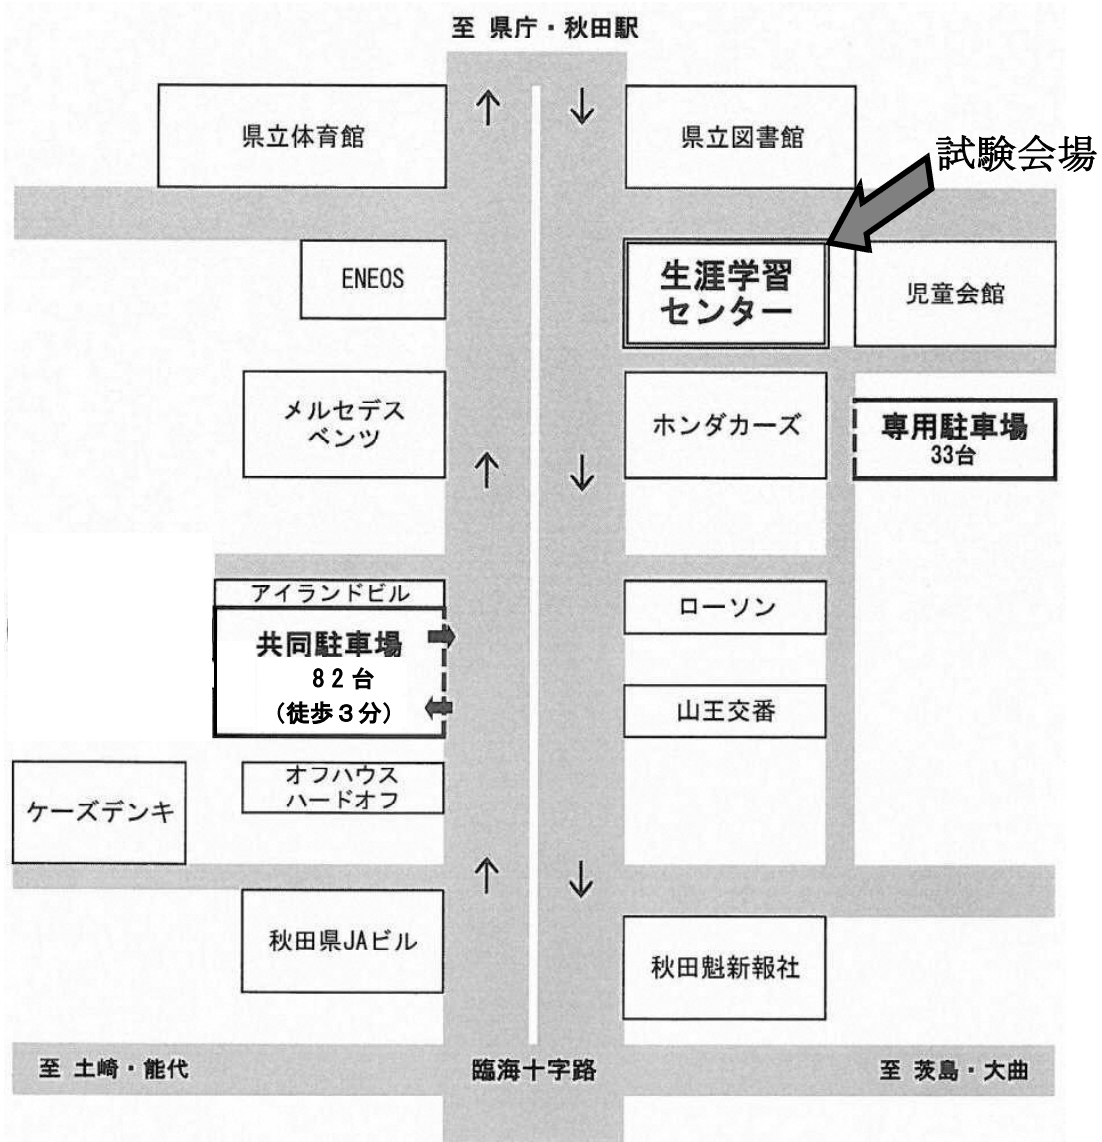 至 県庁・秋田駅
県立体育館
県立図書館
試験会場
ENEOS
生涯学習
センター
児童会館
メルセデス
ベンツ
ホンダカーズ
専用駐車場
33台
アイランドビル
共同駐車場
82台
(徒歩3分)
ローソン
山王交番
ケーズデンキ
オフハウス
ハードオフ
秋田県JAビル
秋田魁新報社
至 土崎・能代
臨海十字路
至 茨島・大曲